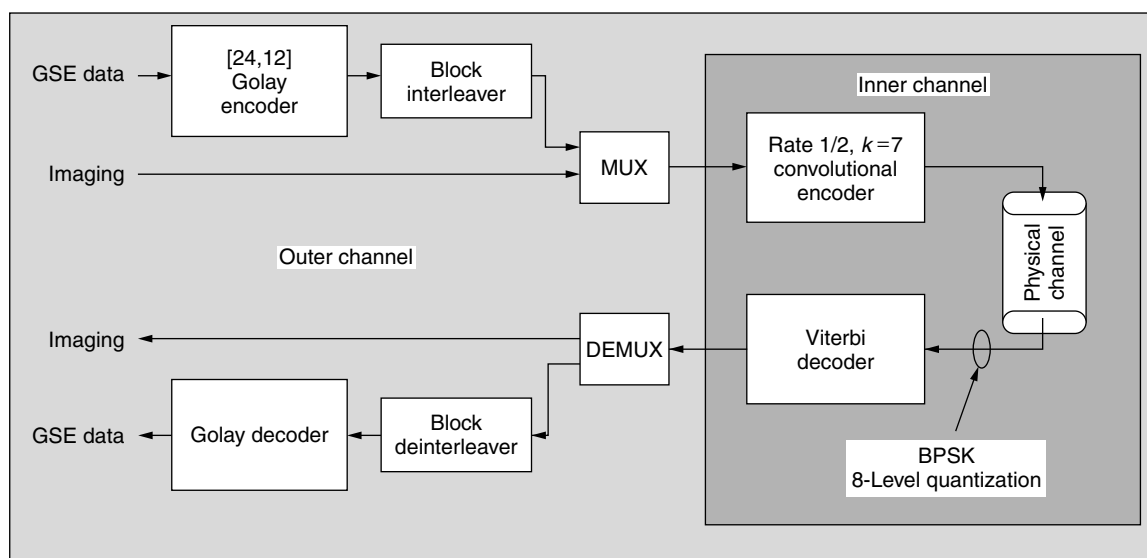 GSE data
[24,12]
Golay
encoder
Block
interleaver
Imaging
MUX
Inner channel
Rate 1/2, k=7
convolutional
encoder
Physical
channel
Outer channel
Imaging
DEMUX
Viterbi
decoder
GSE data
Golay decoder
Block
deinterleaver
BPSK
8-Level quantization